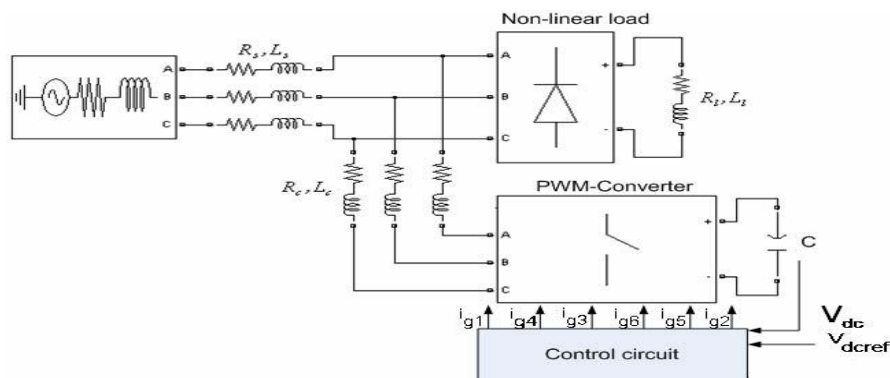 Non-linear load
R_s, L_s
A
B
C
A
B
C
+
-
R_l, L_l
R_c, L_c
PWM-Converter
A
B
C
+
-
C
i_g1 i_g4 i_g3 i_g6 i_g5 i_g2
V_dc
V_dcref
Control circuit